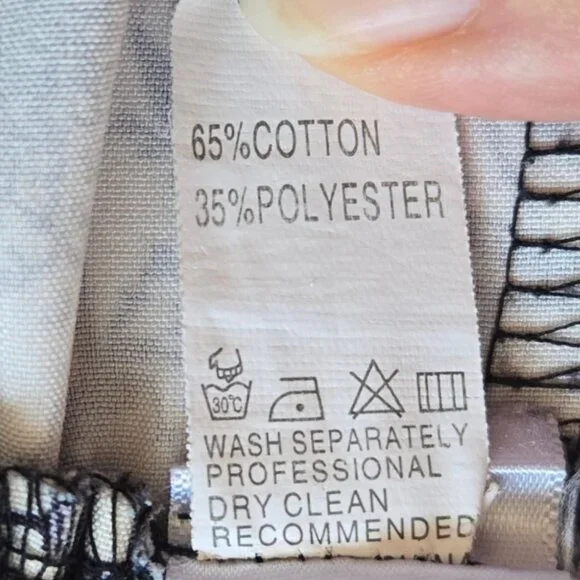 65%COTTON
35%POLYESTER
30°C
WASH SEPARATELY
PROFESSIONAL
DRY CLEAN
RECOMMENDED